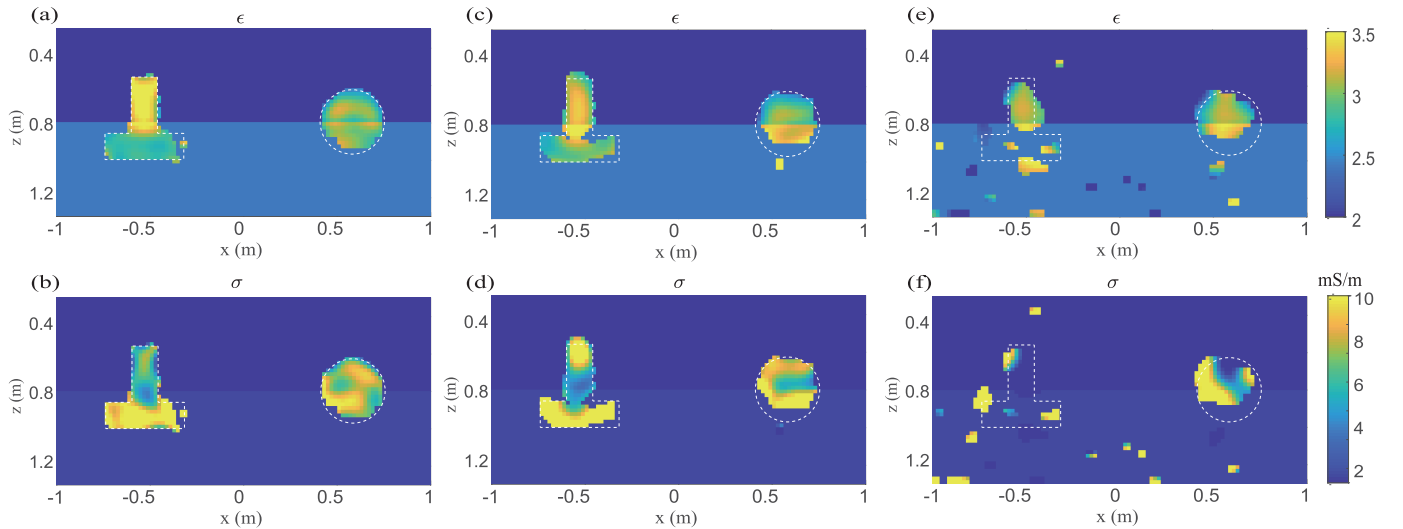 (a) ϵ (c) ϵ (e) ϵ
0.4 0.4 0.4 3.5
z (m) 0.8 z (m) 0.8 z (m) 0.8 3
1.2 1.2 1.2 2.5
-1 -0.5 0 0.5 1 -1 -0.5 0 0.5 1 -1 -0.5 0 0.5 1 2
x (m) x (m) x (m)
(b) σ (d) σ (f) σ mS/m
0.4 0.4 0.4 10
z (m) 0.8 z (m) 0.8 z (m) 0.8 8
6
4
1.2 1.2 1.2 2
-1 -0.5 0 0.5 1 -1 -0.5 0 0.5 1 -1 -0.5 0 0.5 1
x (m) x (m) x (m)